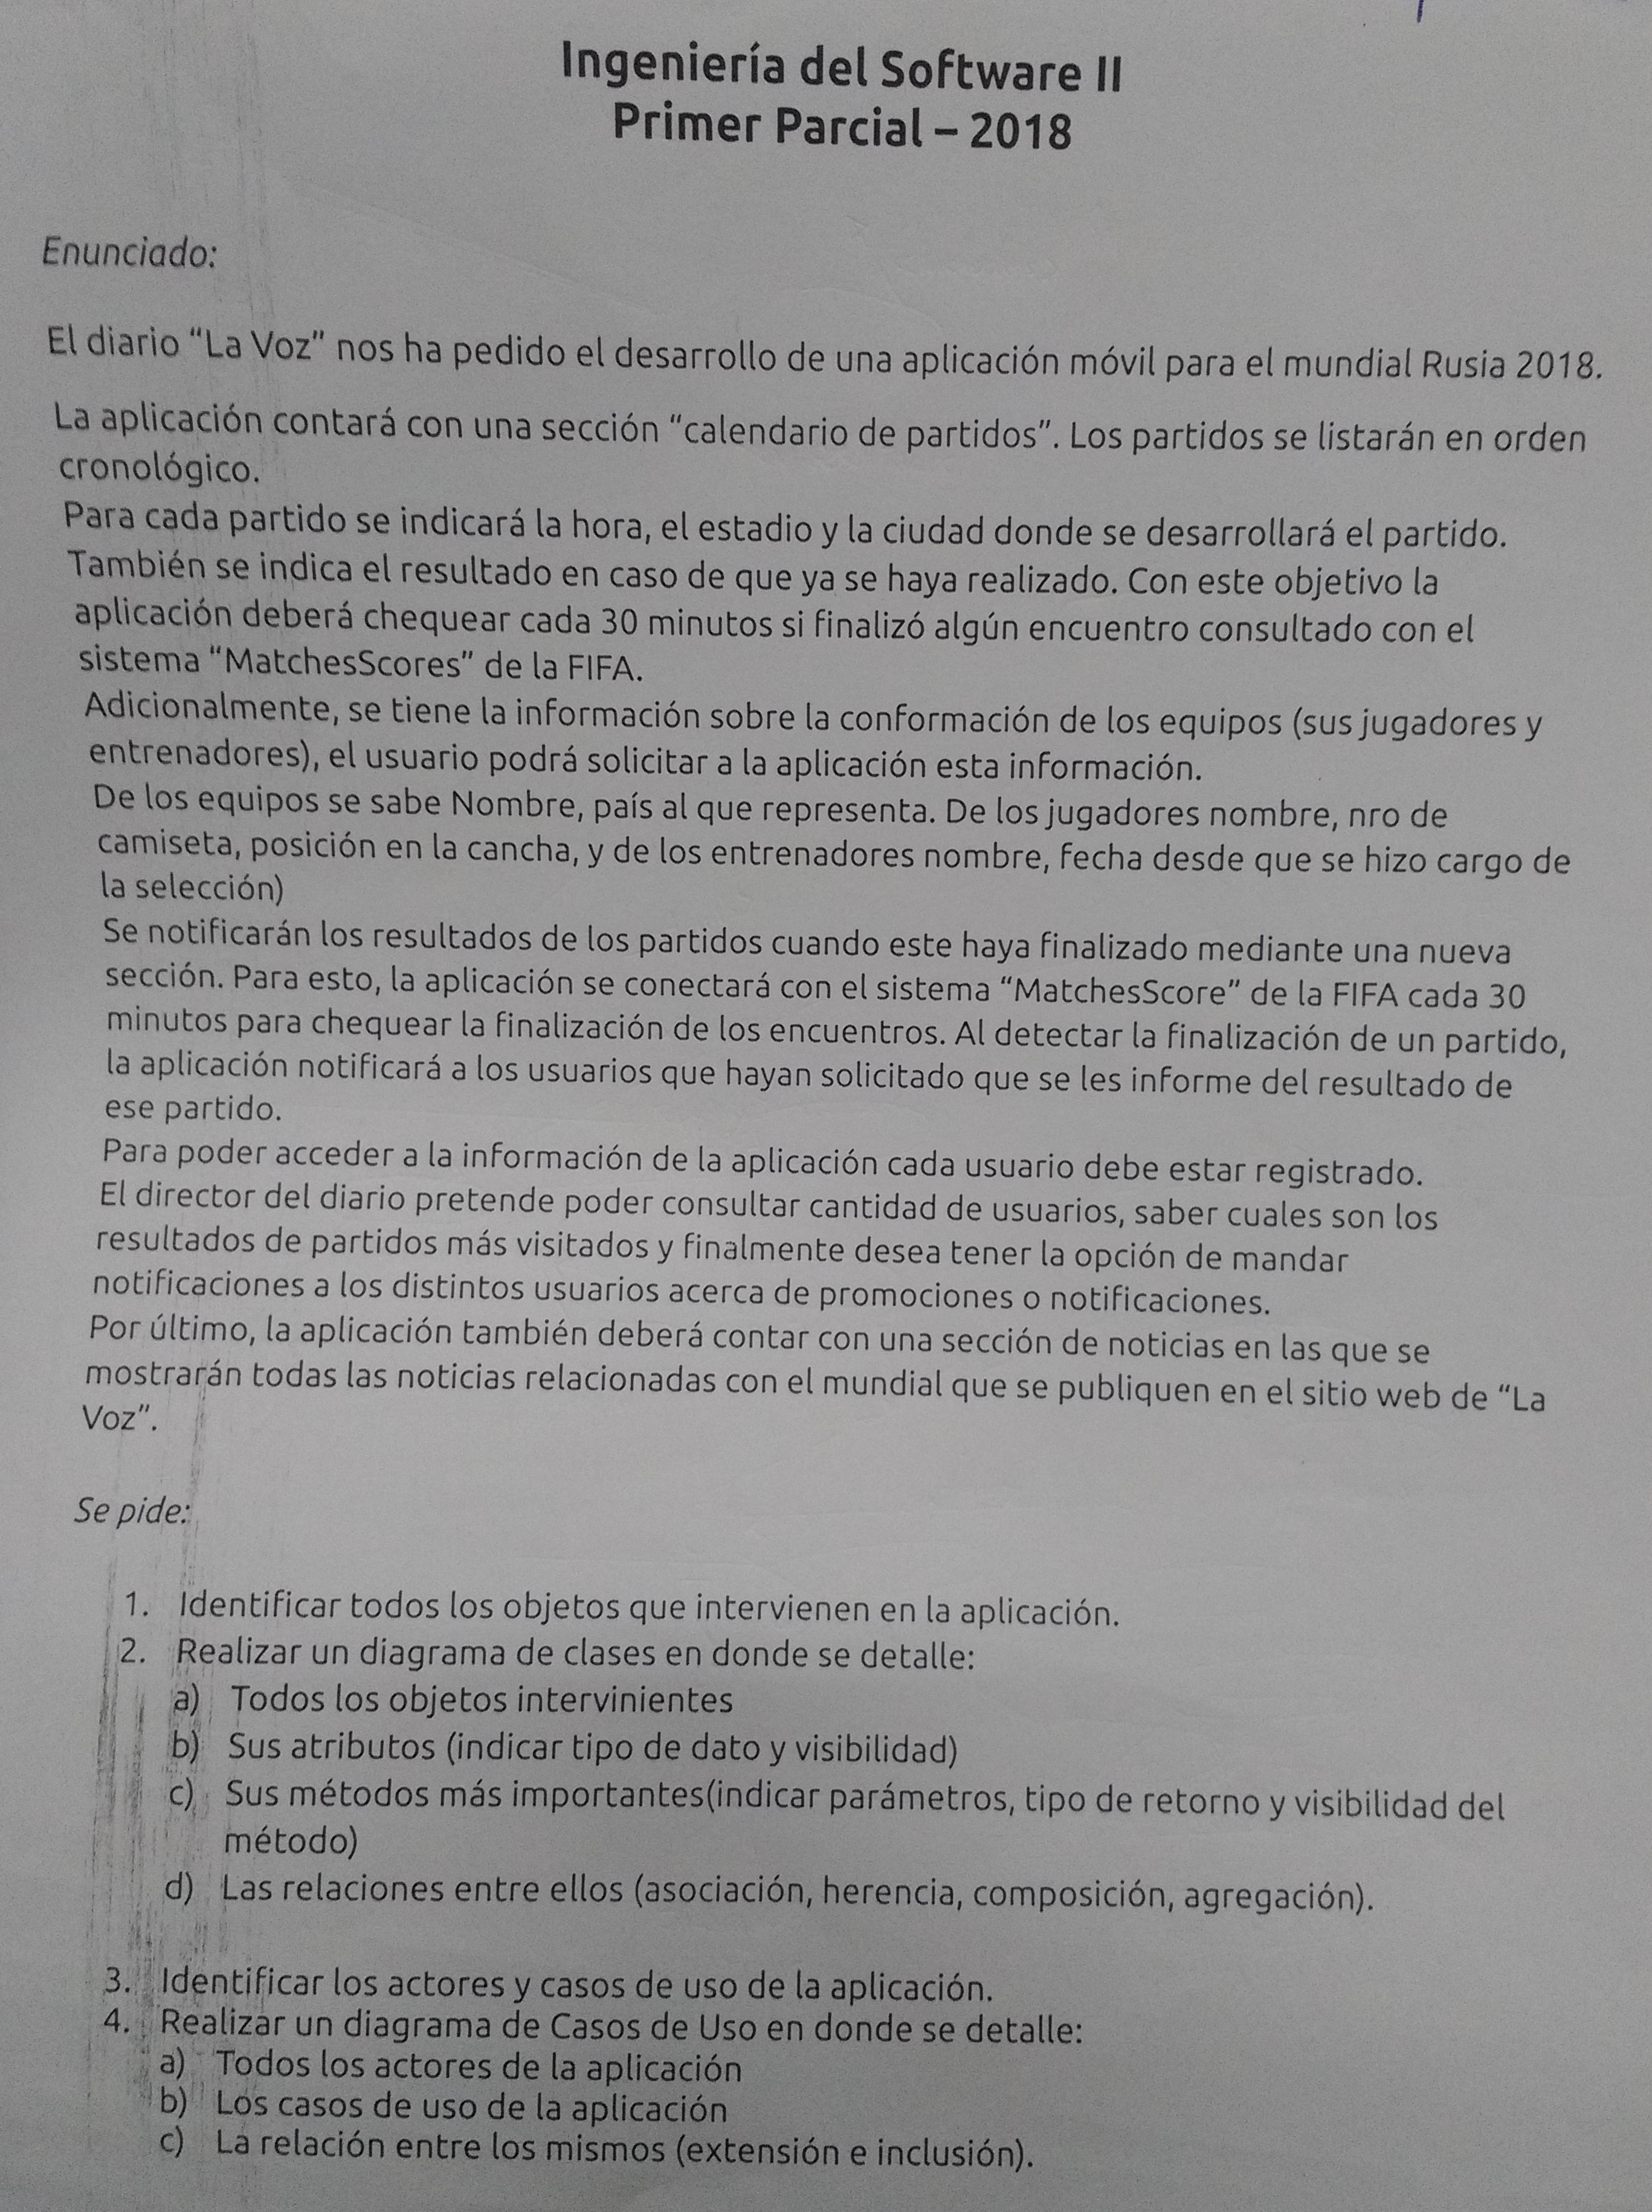 Ingeniería del Software II
Primer Parcial – 2018
Enunciado:
El diario “La Voz” nos ha pedido el desarrollo de una aplicación móvil para el mundial Rusia 2018.
La aplicación contará con una sección “calendario de partidos”. Los partidos se listarán en orden
cronológico.
Para cada partido se indicará la hora, el estadio y la ciudad donde se desarrollará el partido.
También se indica el resultado en caso de que ya se haya realizado. Con este objetivo la
aplicación deberá chequear cada 30 minutos si finalizó algún encuentro consultado con el
sistema “MatchesScores” de la FIFA.
Adicionalmente, se tiene la información sobre la conformación de los equipos (sus jugadores y
entrenadores), el usuario podrá solicitar a la aplicación esta información.
De los equipos se sabe Nombre, país al que representa. De los jugadores nombre, nro de
camiseta, posición en la cancha, y de los entrenadores nombre, fecha desde que se hizo cargo de
la selección)
Se notificarán los resultados de los partidos cuando este haya finalizado mediante una nueva
sección. Para esto, la aplicación se conectará con el sistema “MatchesScore” de la FIFA cada 30
minutos para chequear la finalización de los encuentros. Al detectar la finalización de un partido,
la aplicación notificará a los usuarios que hayan solicitado que se les informe del resultado de
ese partido.
Para poder acceder a la información de la aplicación cada usuario debe estar registrado.
El director del diario pretende poder consultar cantidad de usuarios, saber cuales son los
resultados de partidos más visitados y finalmente desea tener la opción de mandar
notificaciones a los distintos usuarios acerca de promociones o notificaciones.
Por último, la aplicación también deberá contar con una sección de noticias en las que se
mostrarán todas las noticias relacionadas con el mundial que se publiquen en el sitio web de “La
Voz”.
Se pide:
1. Identificar todos los objetos que intervienen en la aplicación.
2. Realizar un diagrama de clases en donde se detalle:
a) Todos los objetos intervinientes
b) Sus atributos (indicar tipo de dato y visibilidad)
c) Sus métodos más importantes(indicar parámetros, tipo de retorno y visibilidad del
método)
d) Las relaciones entre ellos (asociación, herencia, composición, agregación).
3. Identificar los actores y casos de uso de la aplicación.
4. Realizar un diagrama de Casos de Uso en donde se detalle:
a) Todos los actores de la aplicación
b) Los casos de uso de la aplicación
c) La relación entre los mismos (extensión e inclusión).